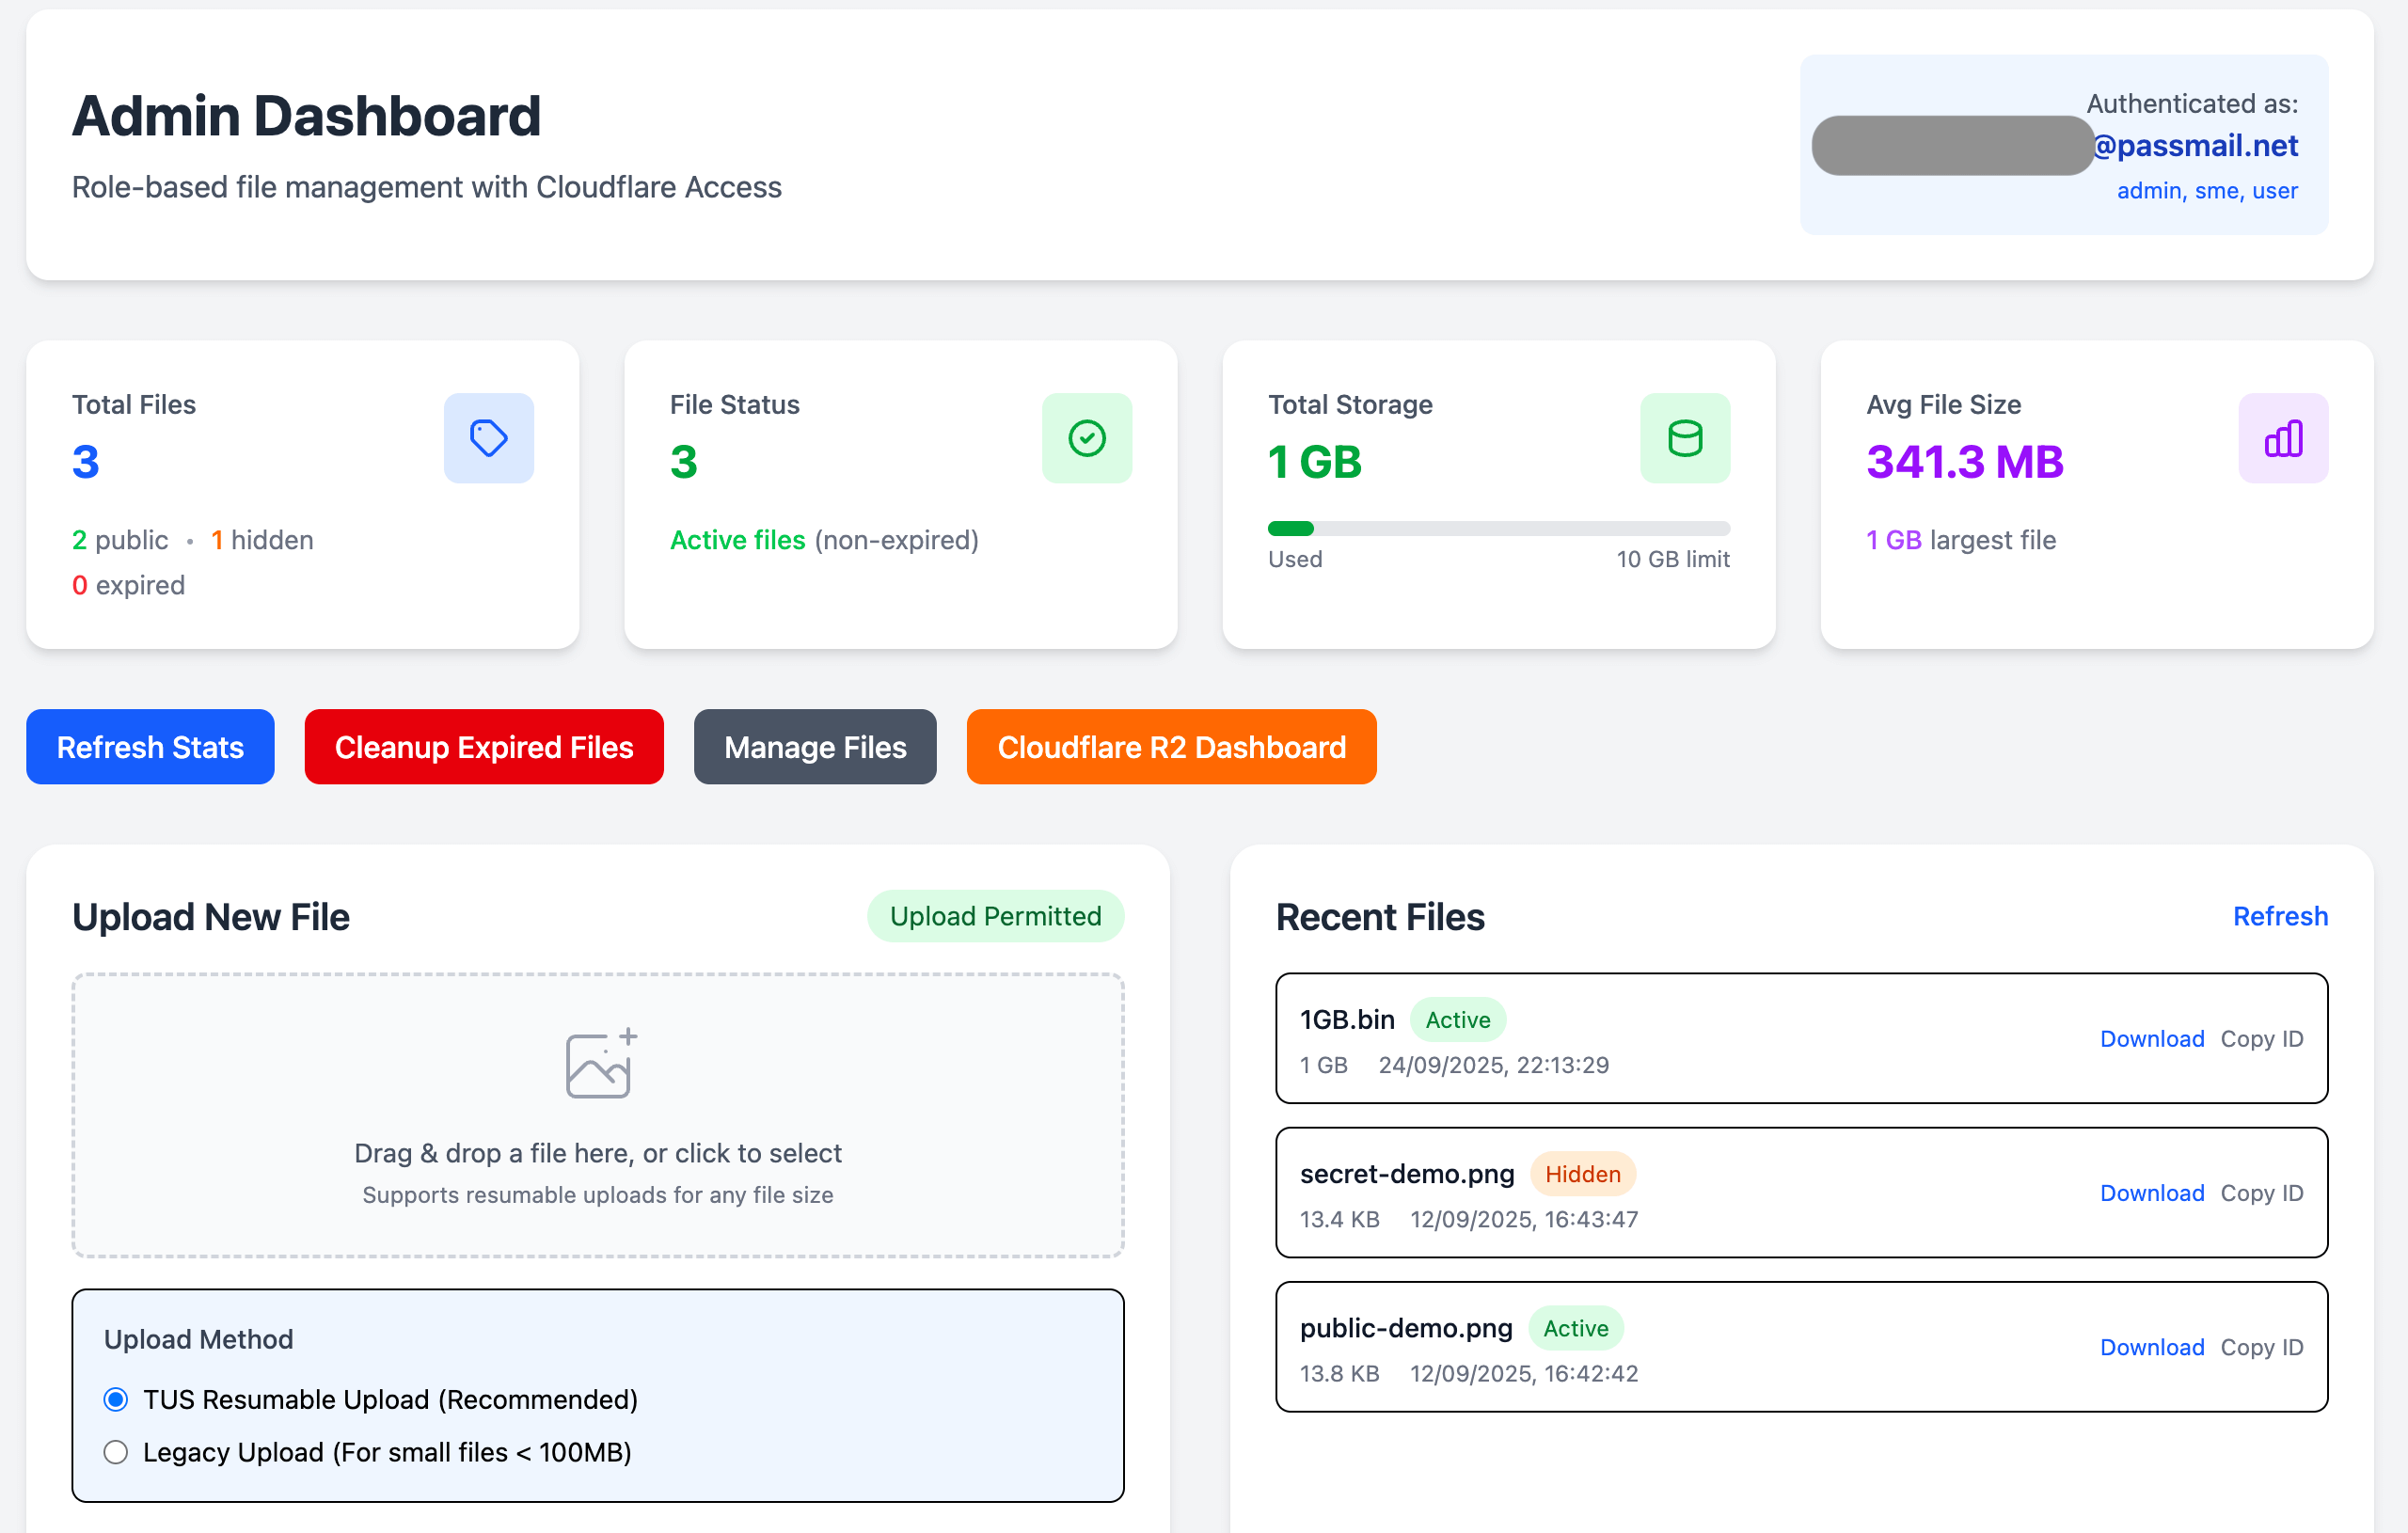 Admin Dashboard
Role-based file management with Cloudflare Access
Authenticated as:
@passmail.net
admin, sme, user
Total Files
3
2 public • 1 hidden
0 expired
File Status
3
Active files (non-expired)
Total Storage
1 GB
Used 10 GB limit
Avg File Size
341.3 MB
1 GB largest file
Refresh Stats
Cleanup Expired Files
Manage Files
Cloudflare R2 Dashboard
Upload New File
Upload Permitted
Drag & drop a file here, or click to select
Supports resumable uploads for any file size
Upload Method
TUS Resumable Upload (Recommended)
Legacy Upload (For small files < 100MB)
Recent Files
Refresh
1GB.bin Active
1 GB 24/09/2025, 22:13:29
Download Copy ID
secret-demo.png Hidden
13.4 KB 12/09/2025, 16:43:47
Download Copy ID
public-demo.png Active
13.8 KB 12/09/2025, 16:42:42
Download Copy ID